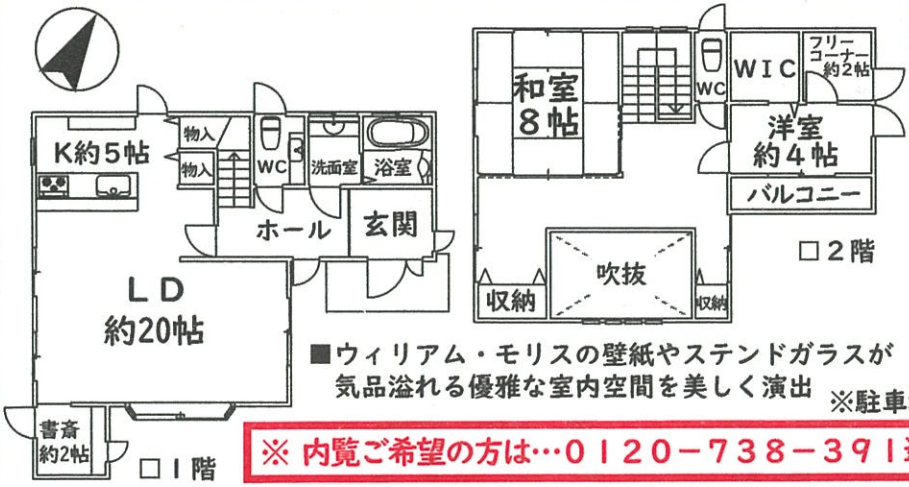 K約5帖
物入
物入
WC
洗面室
浴室
ホール
玄関
LD
約20帖
書斎
約2帖
□1階
和室
8帖
WC
WIC
フリー
コーナー
約2帖
洋室
約4帖
バルコニー
吹抜
収納
収納
□2階
■ウィリアム・モリスの壁紙やステンドガラスが
気品溢れる優雅な室内空間を美しく演出
※駐車
※ 内覧ご希望の方は…0120-738-391